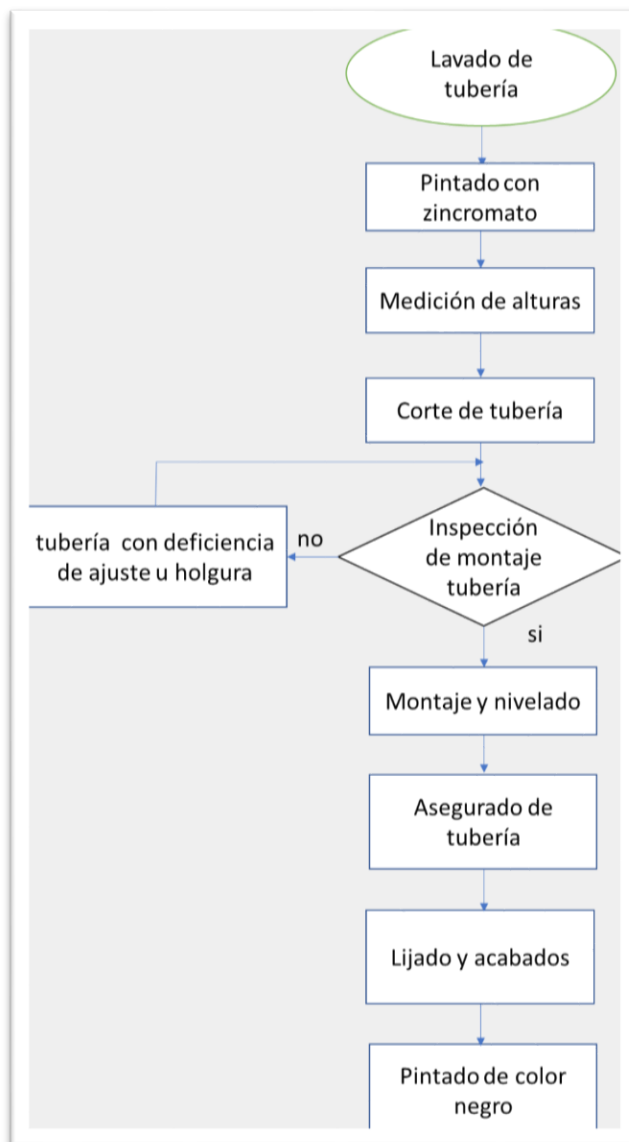 Lavado de
tubería
Pintado con
zincromato
Medición de alturas
Corte de tubería
tubería con deficiencia
de ajuste u holgura
no
Inspección
de montaje
tubería
si
Montaje y nivelado
Asegurado de
tubería
Lijado y acabados
Pintado de color
negro